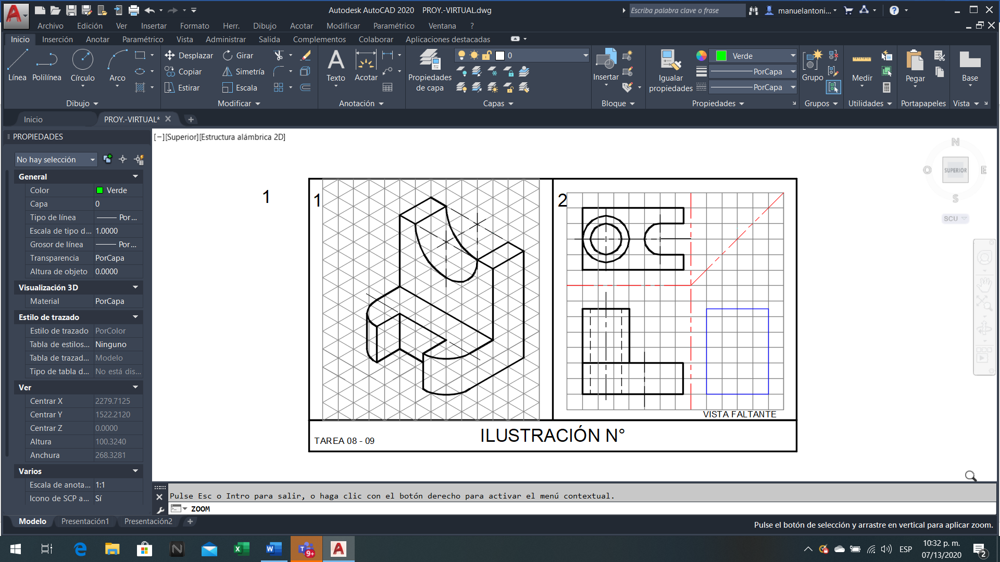 Autodesk AutoCAD 2020 PROY.-VIRTUAL.dwg
Escriba palabra clave o frase
manuelantoni...
Archivo Edición Ver Insertar Formato Herr. Dibujo Acotar Modificar Paramétrico Ventana ?
Inicio Inserción Anotar Paramétrico Vista Administrar Salida Complementos Colaborar Aplicaciones destacadas
Línea Polilínea Círculo Arco
Dibujo
Desplazar Girar
Copiar Simetría
Estirar Escala
Modificar
Texto Acotar
Anotación
Propiedades
de capa
0
Capas
Insertar
Bloque
Igualar
propiedades
Verde
PorCapa
PorCapa
Propiedades
Grupo
Grupos
Medir
Utilidades
Pegar
Portapapeles
Base
Vista
Inicio PROY.-VIRTUAL*
PROPIEDADES
No hay selección
General
Color Verde
Capa 0
Tipo de línea Por...
Escala de tipo d... 1.0000
Grosor de línea Por...
Transparencia PorCapa
Altura de objeto 0.0000
Visualización 3D
Material PorCapa
Estilo de trazado
Estilo de trazado PorColor
Tabla de estilos... Ninguno
Tabla de trazad... Modelo
Tipo de tabla d... No está dis...
Ver
Centrar X 2279.7125
Centrar Y 1522.2120
Centrar Z 0.0000
Altura 100.3240
Anchura 268.3281
Varios
Escala de anota... 1:1
Icono de SCP a... Sí
[−][Superior][Estructura alámbrica 2D]
N
O SUPERIOR E
S
SCU
1
1
2
VISTA FALTANTE
TAREA 08 - 09
ILUSTRACIÓN N°
Pulse Esc o Intro para salir, o haga clic con el botón derecho para activar el menú contextual.
ZOOM
Modelo Presentación1 Presentación2
Pulse el botón de selección y arrastre en vertical para aplicar zoom.
9+
ESP
10:32 p. m.
07/13/2020
2